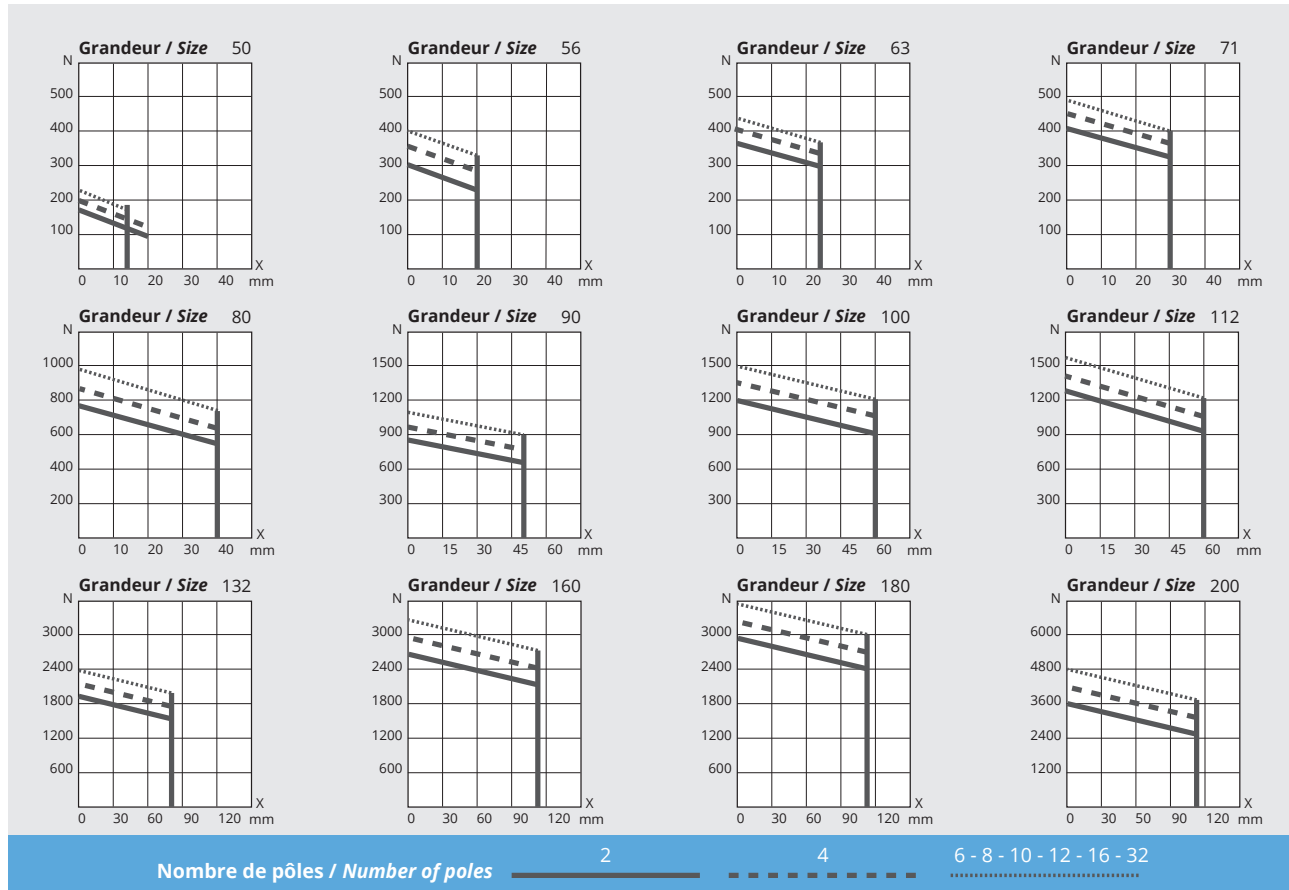 Grandeur / Size 50
N
500
400
300
200
100
X
0 10 20 30 40 mm
Grandeur / Size 56
N
500
400
300
200
100
X
0 10 20 30 40 mm
Grandeur / Size 63
N
500
400
300
200
100
X
0 10 20 30 40 mm
Grandeur / Size 71
N
500
400
300
200
100
X
0 10 20 30 40 mm
Grandeur / Size 80
N
1000
800
600
400
200
X
0 10 20 30 40 mm
Grandeur / Size 90
N
1500
1200
900
600
300
X
0 15 30 45 60 mm
Grandeur / Size 100
N
1500
1200
900
600
300
X
0 15 30 45 60 mm
Grandeur / Size 112
N
1500
1200
900
600
300
X
0 15 30 45 60 mm
Grandeur / Size 132
N
3000
2400
1800
1200
600
X
0 30 60 90 120 mm
Grandeur / Size 160
N
3000
2400
1800
1200
600
X
0 30 60 90 120 mm
Grandeur / Size 180
N
3000
2400
1800
1200
600
X
0 30 60 90 120 mm
Grandeur / Size 200
N
6000
4800
3600
2400
1200
X
0 30 50 90 120 mm
Nombre de pôles / Number of poles 2 4 6 - 8 - 10 - 12 - 16 - 32